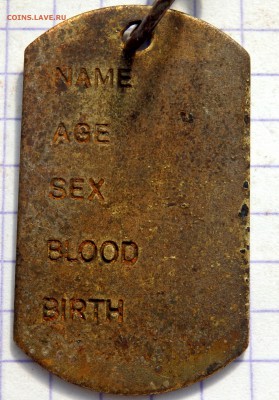 COINS.LAVE.RU
NAME
AGE
SEX
BLOOD
BIRTH